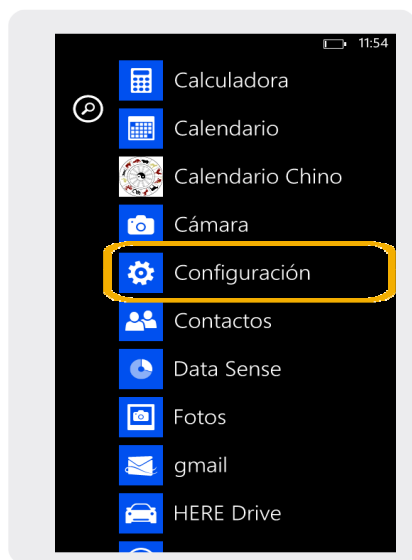 11:54
Calculadora
Calendario
Calendario Chino
Cámara
Configuración
Contactos
Data Sense
Fotos
gmail
HERE Drive